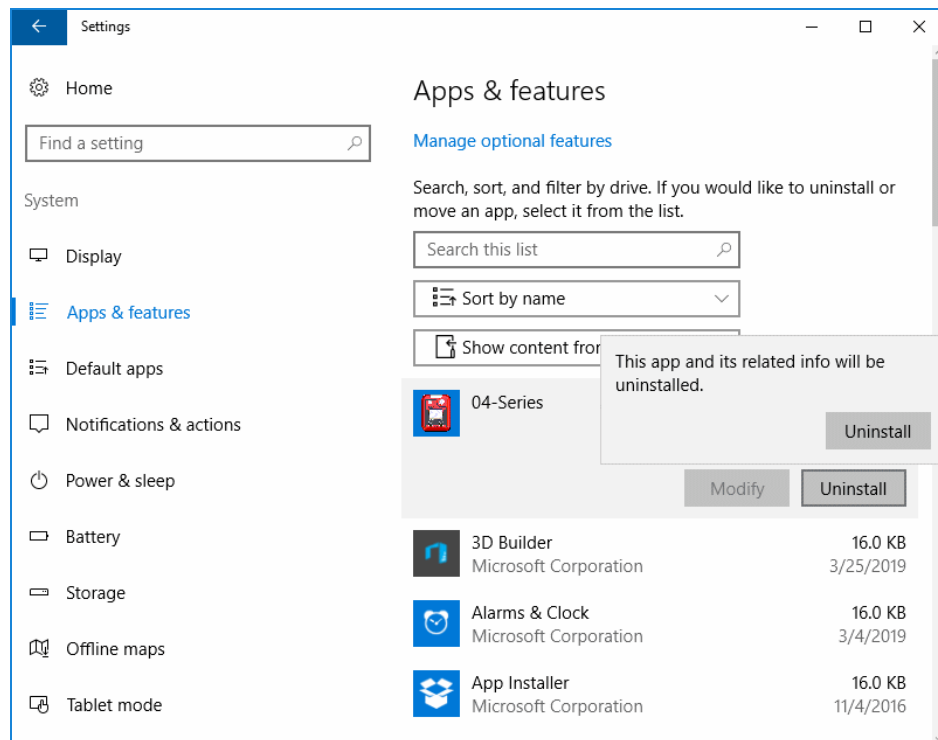 Settings
Home
Find a setting
System
Display
Apps & features
Default apps
Notifications & actions
Power & sleep
Battery
Storage
Offline maps
Tablet mode
Apps & features
Manage optional features
Search, sort, and filter by drive. If you would like to uninstall or
move an app, select it from the list.
Search this list
Sort by name
Show content from
This app and its related info will be
uninstalled.
Uninstall
04-Series
Modify
Uninstall
3D Builder
16.0 KB
Microsoft Corporation
3/25/2019
Alarms & Clock
16.0 KB
Microsoft Corporation
3/4/2019
App Installer
16.0 KB
Microsoft Corporation
11/4/2016